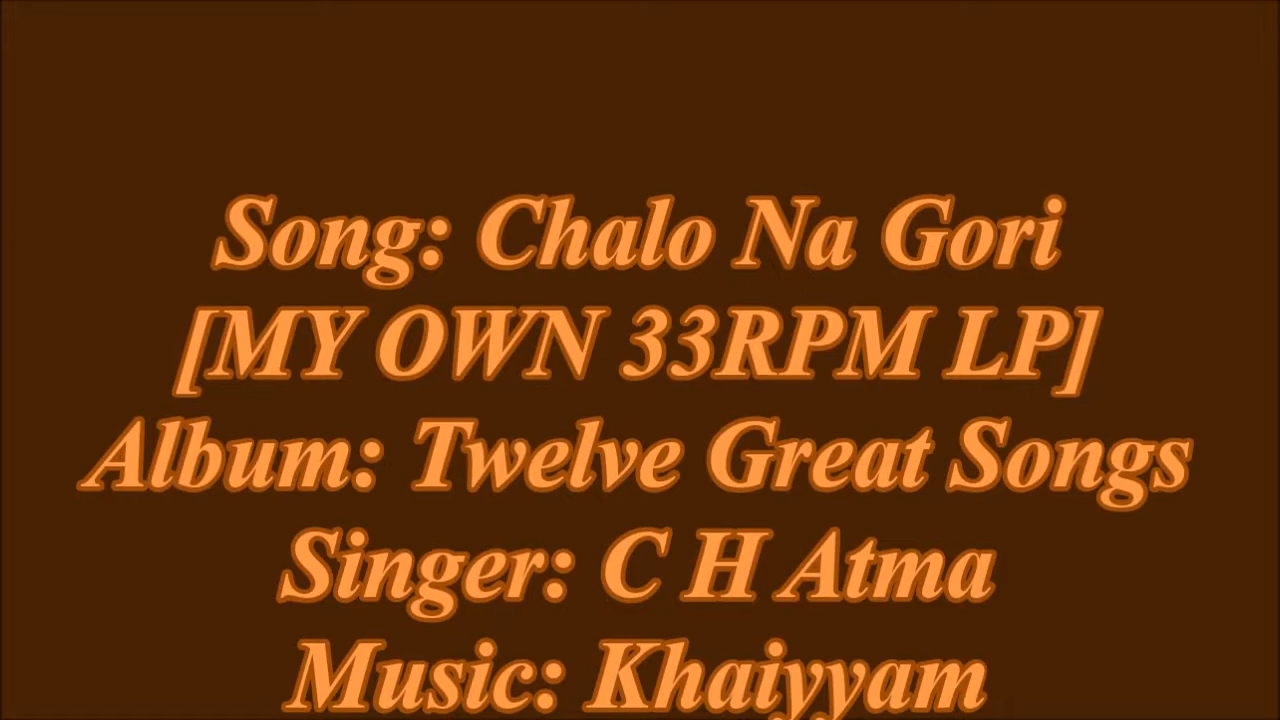 Song: Chalo Na Gori
[MY OWN 33RPM LP]
Album: Twelve Great Songs
Singer: C H Atma
Music: Khaiyyam